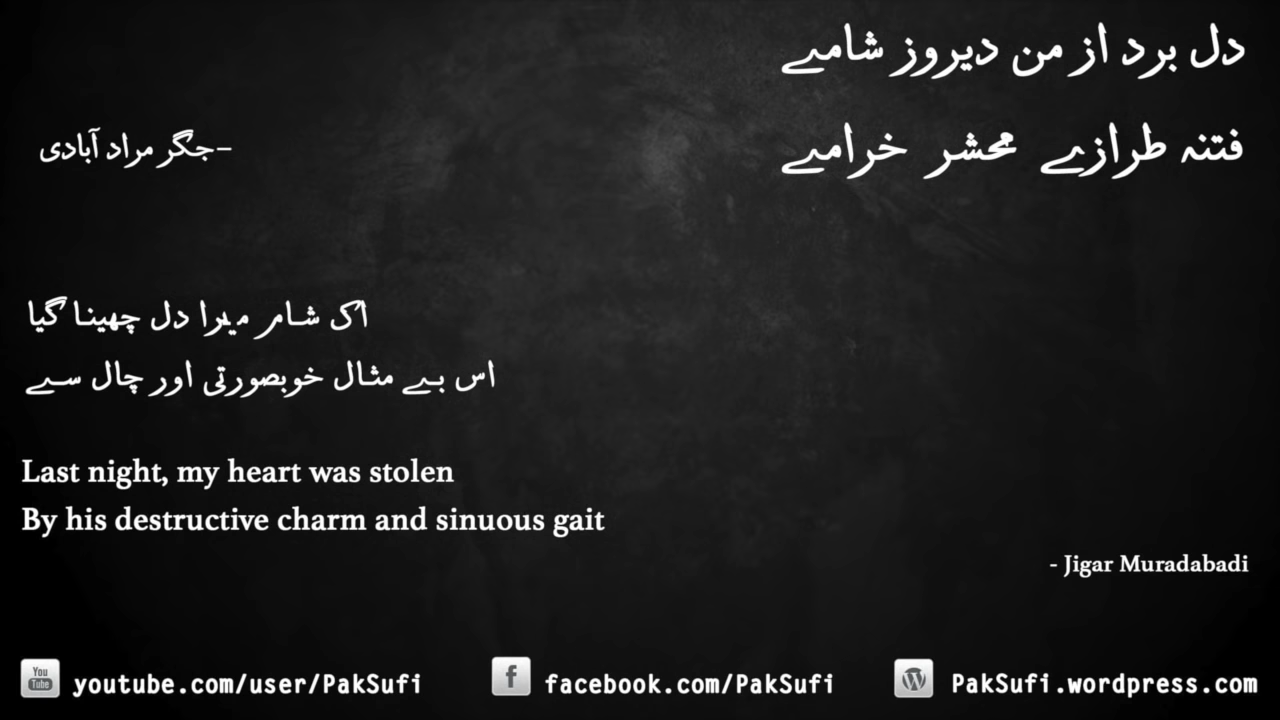 دل برد از من دیروز شامے
فتنہ طرازے محشر خرامے
-جگر مراد آبادی
اک شام میرا دل چھینا گیا
اس بے مثال خوبصورتی اور چال سے
Last night, my heart was stolen
By his destructive charm and sinuous gait
- Jigar Muradabadi
You Tube youtube.com/user/PakSufi
f facebook.com/PakSufi
W PakSufi.wordpress.com